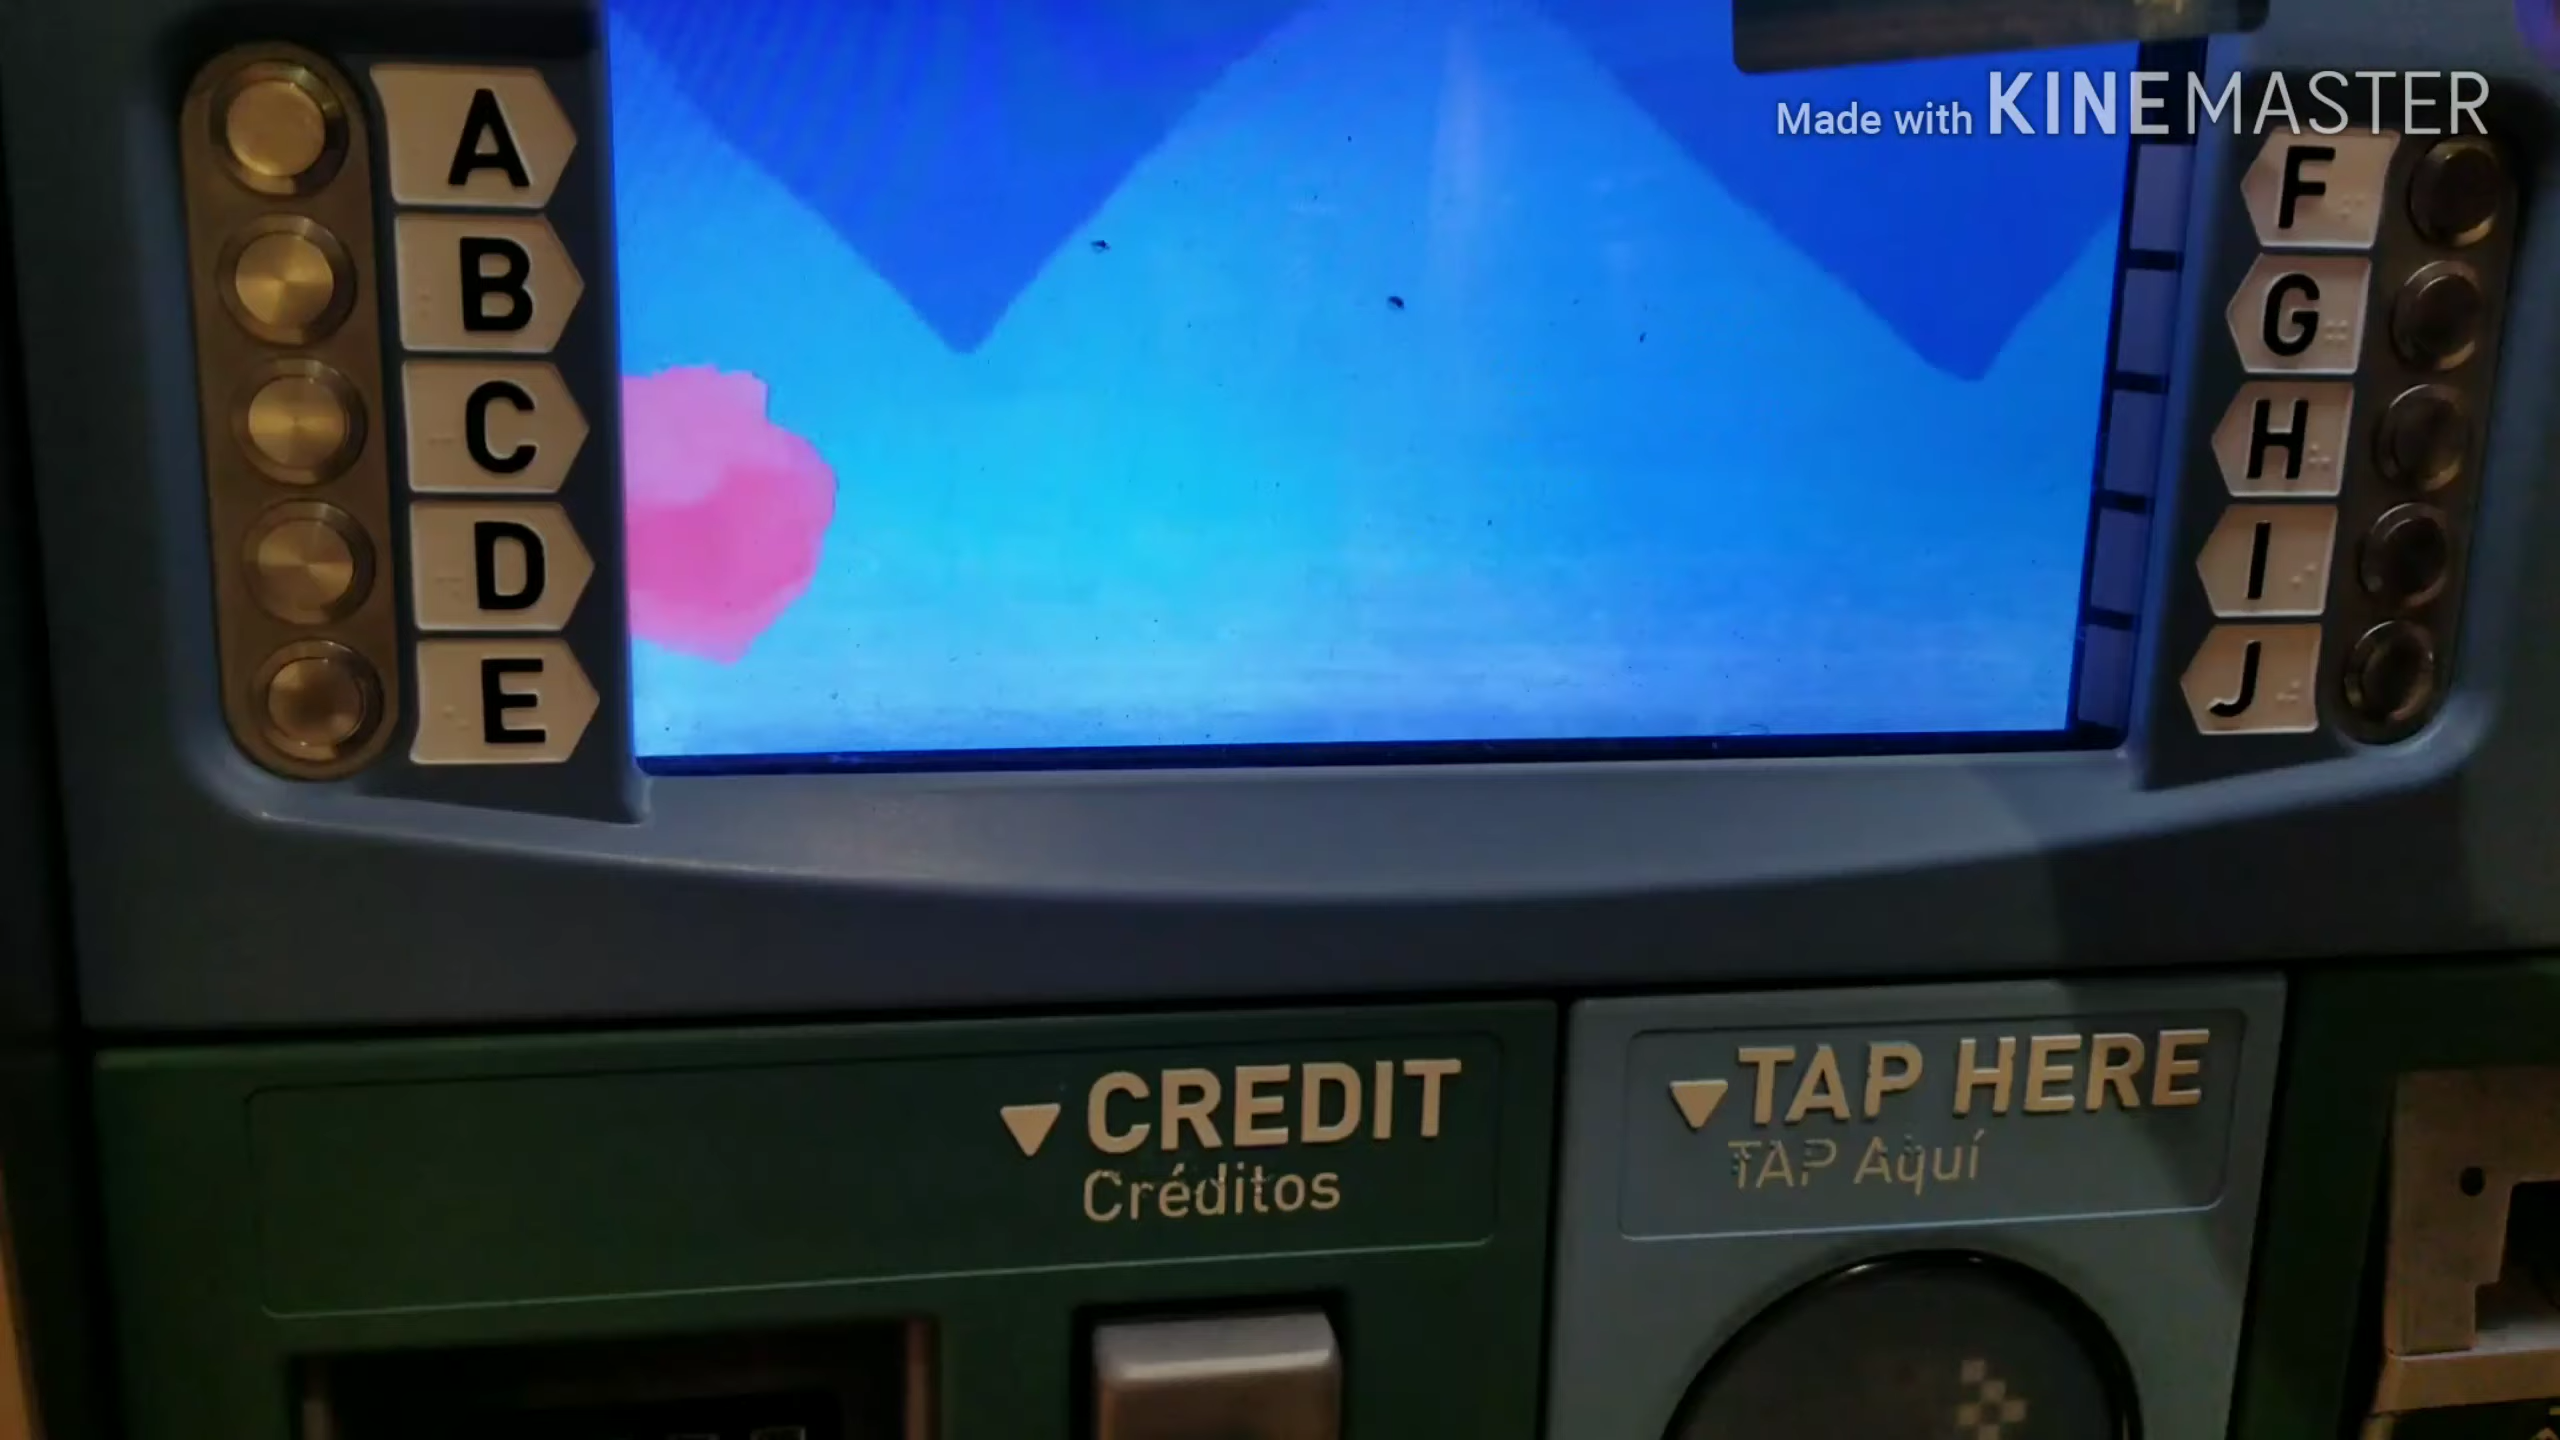 Made with KINEMASTER
A
B
C
D
E
F
G
H
I
J
CREDIT
Créditos
TAP HERE
TAP Aquí